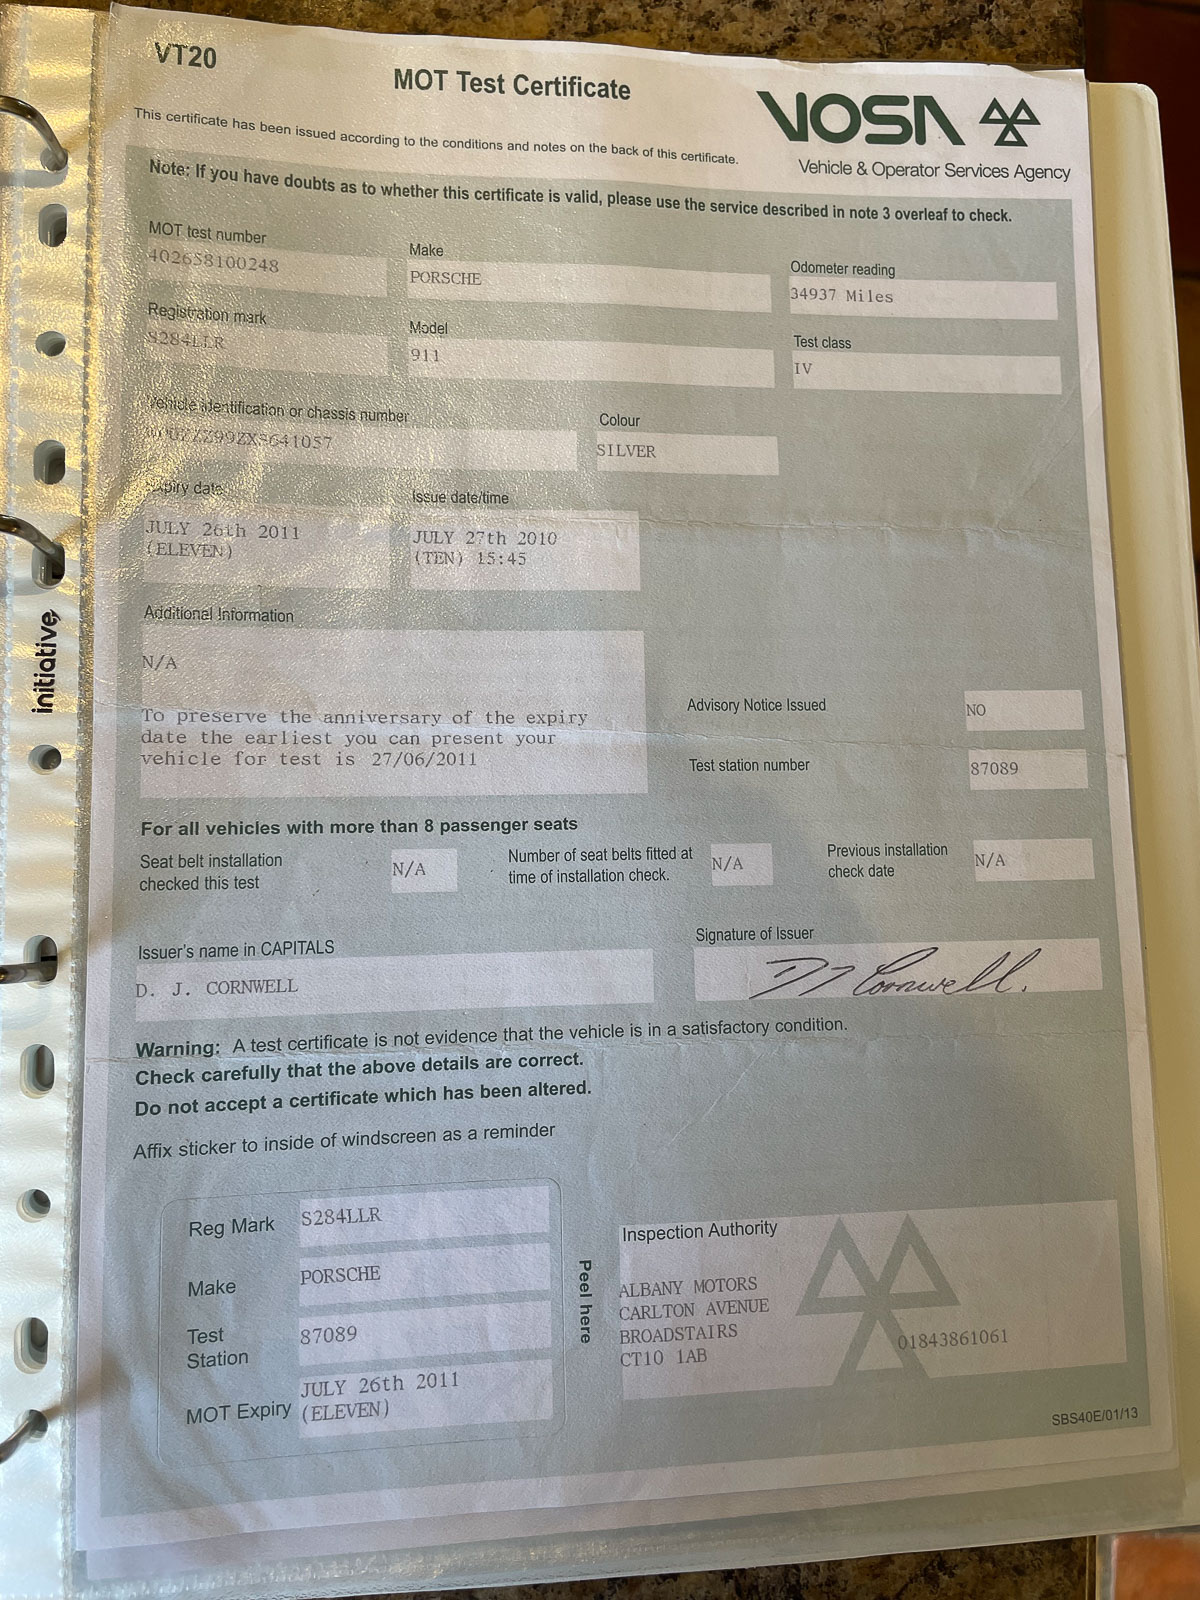 VT20
MOT Test Certificate
VOSA
Vehicle & Operator Services Agency
This certificate has been issued according to the conditions and notes on the back of this certificate.
Note: If you have doubts as to whether this certificate is valid, please use the service described in note 3 overleaf to check.
MOT test number
402658100248
Make
PORSCHE
Odometer reading
34937 Miles
Registration mark
S284LLR
Model
911
Test class
IV
Vehicle identification or chassis number
Colour
SILVER
Expiry date
JULY 26th 2011
(ELEVEN)
Issue date/time
JULY 27th 2010
(TEN) 15:45
Additional Information
N/A
To preserve the anniversary of the expiry
date the earliest you can present your
vehicle for test is 27/06/2011
Advisory Notice Issued
NO
Test station number
87089
For all vehicles with more than 8 passenger seats
Seat belt installation
checked this test
N/A
Number of seat belts fitted at
time of installation check.
N/A
Previous installation
check date
N/A
Issuer's name in CAPITALS
D. J. CORNWELL
Signature of Issuer
DJ Cornwell.
Warning: A test certificate is not evidence that the vehicle is in a satisfactory condition.
Check carefully that the above details are correct.
Do not accept a certificate which has been altered.
Affix sticker to inside of windscreen as a reminder
Reg Mark
S284LLR
Make
PORSCHE
Test
Station
87089
MOT Expiry
JULY 26th 2011
(ELEVEN)
Peel here
Inspection Authority
ALBANY MOTORS
CARLTON AVENUE
BROADSTAIRS
CT10 1AB
01843861061
SBS40E/01/13
initiative